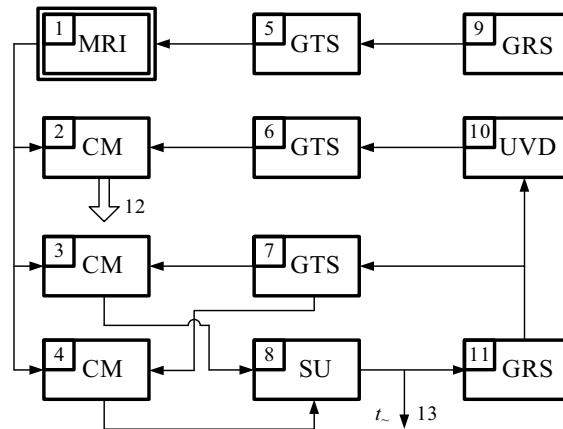 1 MRI 5 GTS 9 GRS
2 CM 6 GTS 10 UVD
12
3 CM 7 GTS
4 CM 8 SU 11 GRS
t~ 13